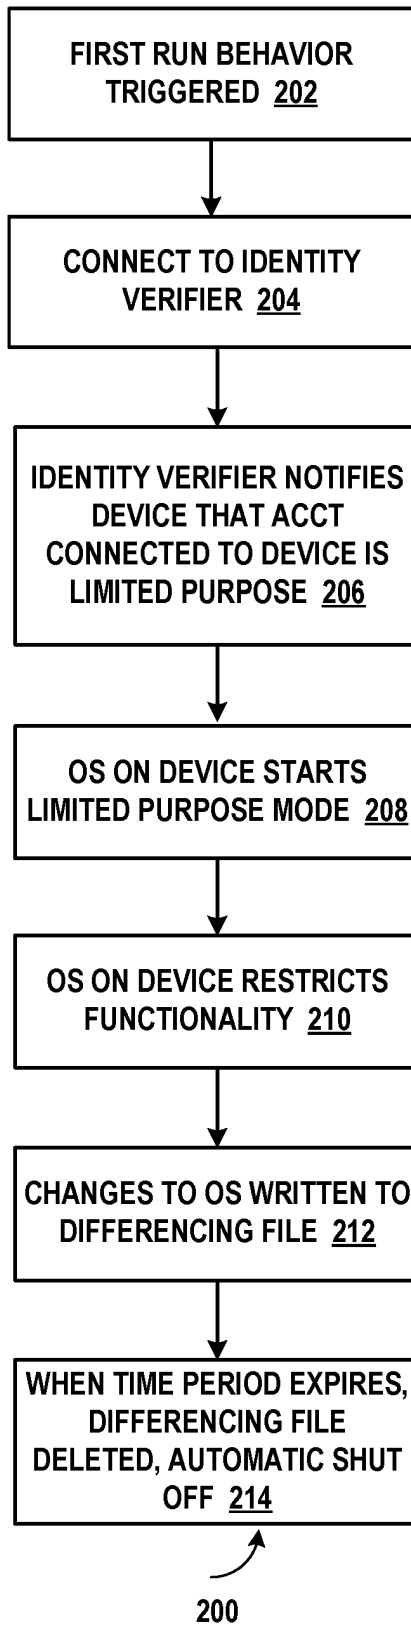 FIRST RUN BEHAVIOR
TRIGGERED 202
CONNECT TO IDENTITY
VERIFIER 204
IDENTITY VERIFIER NOTIFIES
DEVICE THAT ACCT
CONNECTED TO DEVICE IS
LIMITED PURPOSE 206
OS ON DEVICE STARTS
LIMITED PURPOSE MODE 208
OS ON DEVICE RESTRICTS
FUNCTIONALITY 210
CHANGES TO OS WRITTEN TO
DIFFERENCING FILE 212
WHEN TIME PERIOD EXPIRES,
DIFFERENCING FILE
DELETED, AUTOMATIC SHUT
OFF 214
200